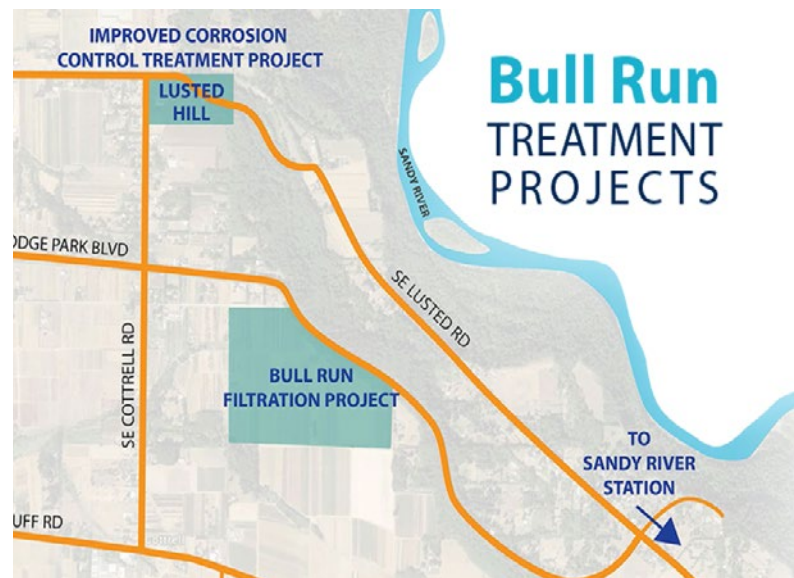 IMPROVED CORROSION
CONTROL TREATMENT PROJECT
LUSTED
HILL
Bull Run
TREATMENT
PROJECTS
SANDY RIVER
ODGE PARK BLVD
SE LUSTED RD
SE COTTRELL RD
BULL RUN
FILTRATION PROJECT
TO
SANDY RIVER
STATION
UFF RD